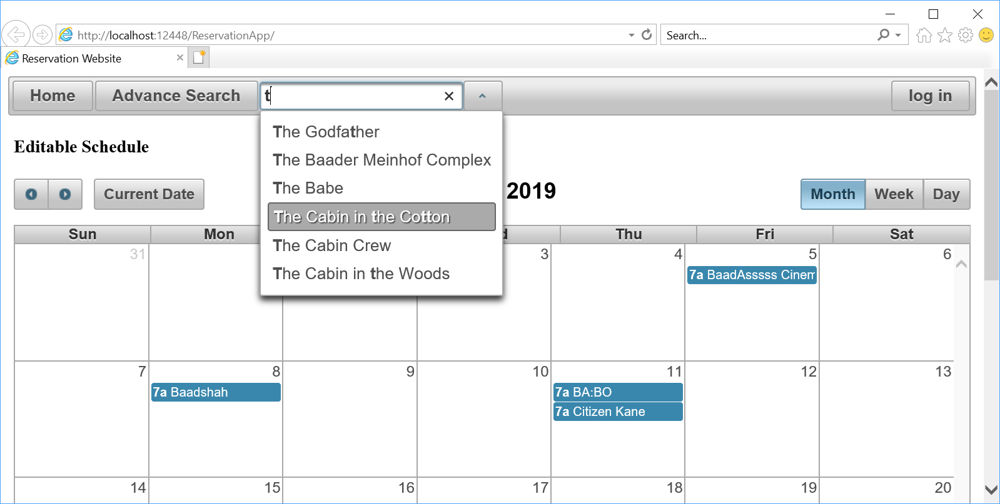 http://localhost:12448/ReservationApp/
Search...
Reservation Website
Home
Advance Search
t
log in
The Godfather
The Baader Meinhof Complex
The Babe
The Cabin in the Cotton
The Cabin Crew
The Cabin in the Woods
Editable Schedule
Current Date
2019
Month Week Day
Sun Mon d Thu Fri Sat
31 3 4 5 6
7a BaadAsssss Cinem
7 8 9 10 11 12 13
7a Baadshah 7a BA:BO
7a Citizen Kane
14 15 16 17 18 19 20